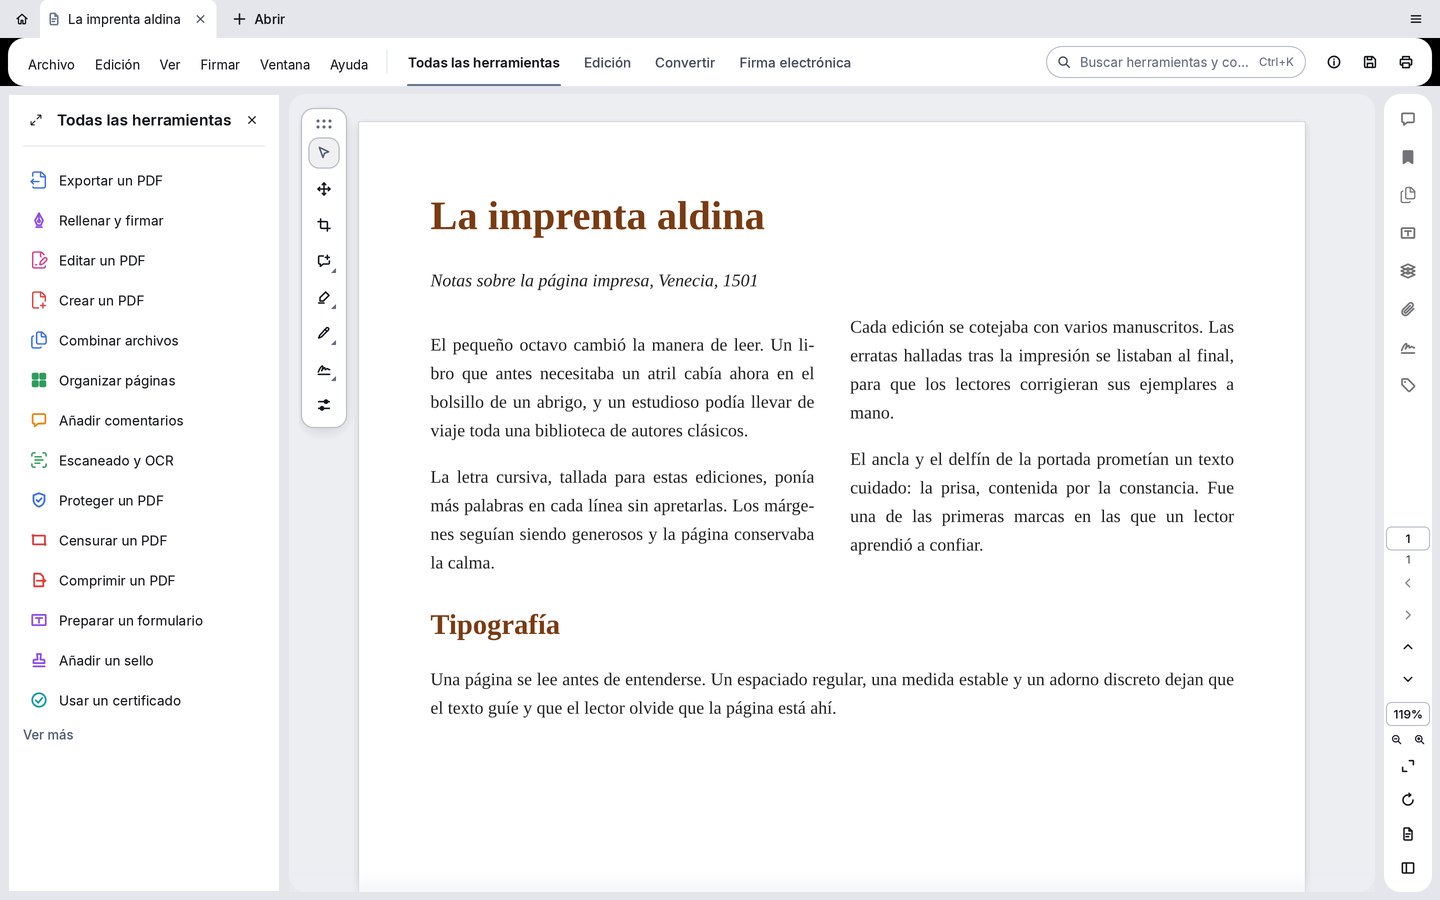 La imprenta aldina
Abrir
Archivo
Edición
Ver
Firmar
Ventana
Ayuda
Todas las herramientas
Edición
Convertir
Firma electrónica
Buscar herramientas y co...
Ctrl+K
Todas las herramientas
Exportar un PDF
Rellenar y firmar
Editar un PDF
Crear un PDF
Combinar archivos
Organizar páginas
Añadir comentarios
Escaneado y OCR
Proteger un PDF
Censurar un PDF
Comprimir un PDF
Preparar un formulario
Añadir un sello
Usar un certificado
Ver más
La imprenta aldina
Notas sobre la página impresa, Venecia, 1501
El pequeño octavo cambió la manera de leer. Un li-
bro que antes necesitaba un atril cabía ahora en el
bolsillo de un abrigo, y un estudioso podía llevar de
viaje toda una biblioteca de autores clásicos.
La letra cursiva, tallada para estas ediciones, ponía
más palabras en cada línea sin apretarlas. Los márge-
nes seguían siendo generosos y la página conservaba
la calma.
Cada edición se cotejaba con varios manuscritos. Las
erratas halladas tras la impresión se listaban al final,
para que los lectores corrigieran sus ejemplares a
mano.
El ancla y el delfín de la portada prometían un texto
cuidado: la prisa, contenida por la constancia. Fue
una de las primeras marcas en las que un lector
aprendió a confiar.
Tipografía
Una página se lee antes de entenderse. Un espaciado regular, una medida estable y un adorno discreto dejan que
el texto guíe y que el lector olvide que la página está ahí.
1
1
119%